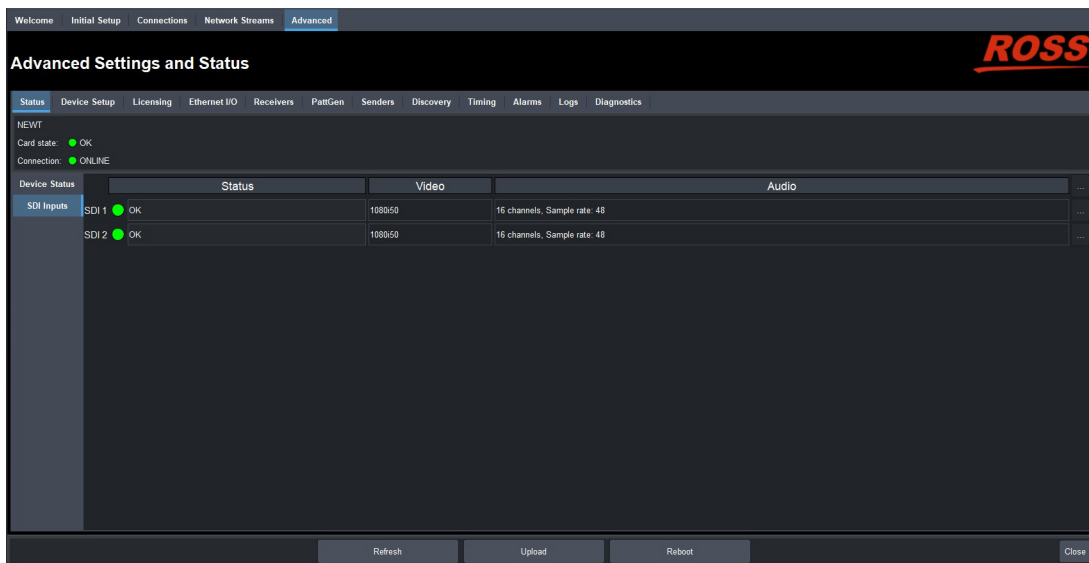 Welcome Initial Setup Connections Network Streams Advanced
ROSS
Advanced Settings and Status
Status Device Setup Licensing Ethernet I/O Receivers PattGen Senders Discovery Timing Alarms Logs Diagnostics
NEWT
Card state: OK
Connection: ONLINE
Device Status Status Video Audio ...
SDI Inputs
SDI 1 OK 1080i50 16 channels, Sample rate: 48 ...
SDI 2 OK 1080i50 16 channels, Sample rate: 48 ...
Refresh Upload Reboot Close